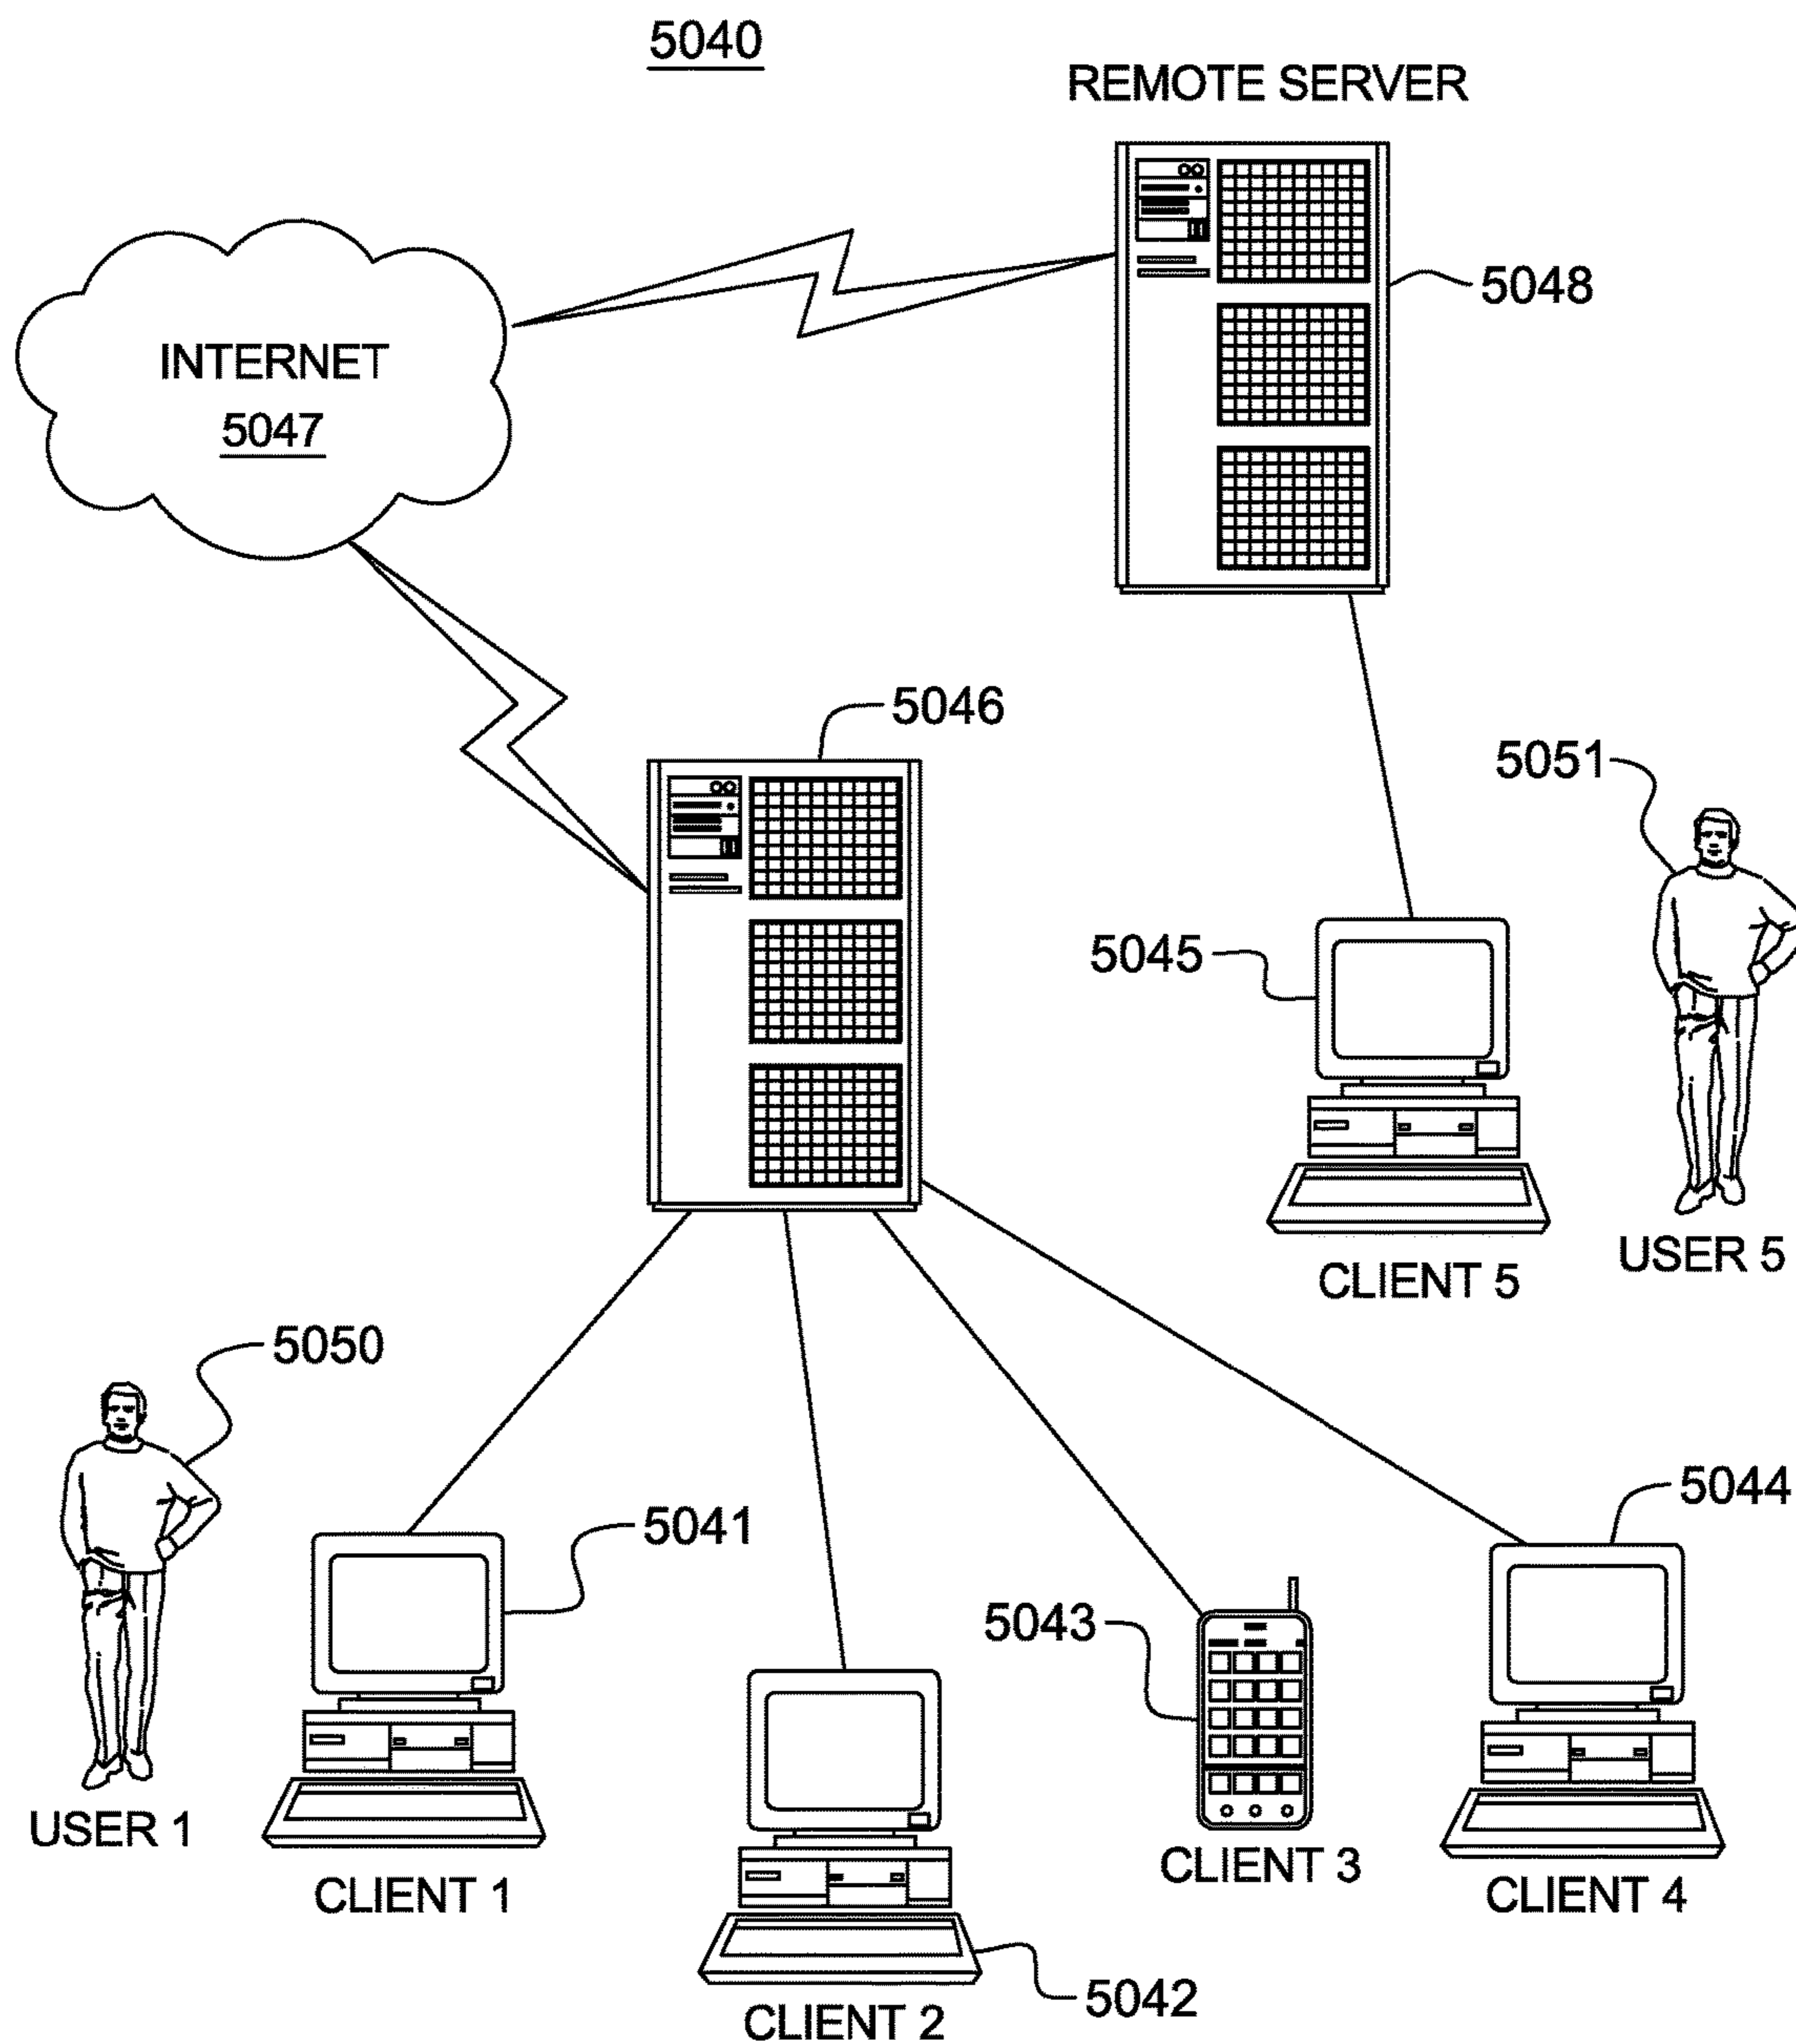 5040
REMOTE SERVER
5048
INTERNET
5047
5046
5051
5045
USER 5
CLIENT 5
5050
5041
5044
5043
USER 1
CLIENT 1
CLIENT 3
CLIENT 4
5042
CLIENT 2